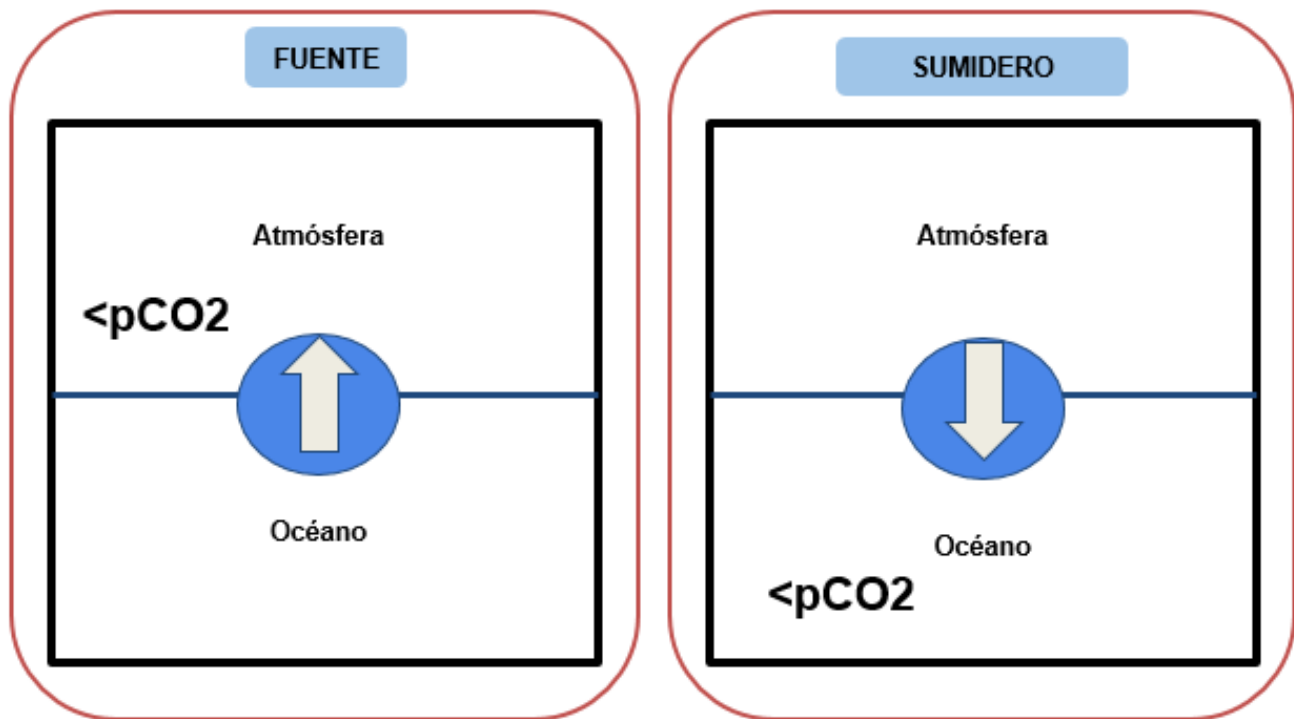 FUENTE
Atmósfera
<pCO2
Océano
SUMIDERO
Atmósfera
Océano
<pCO2